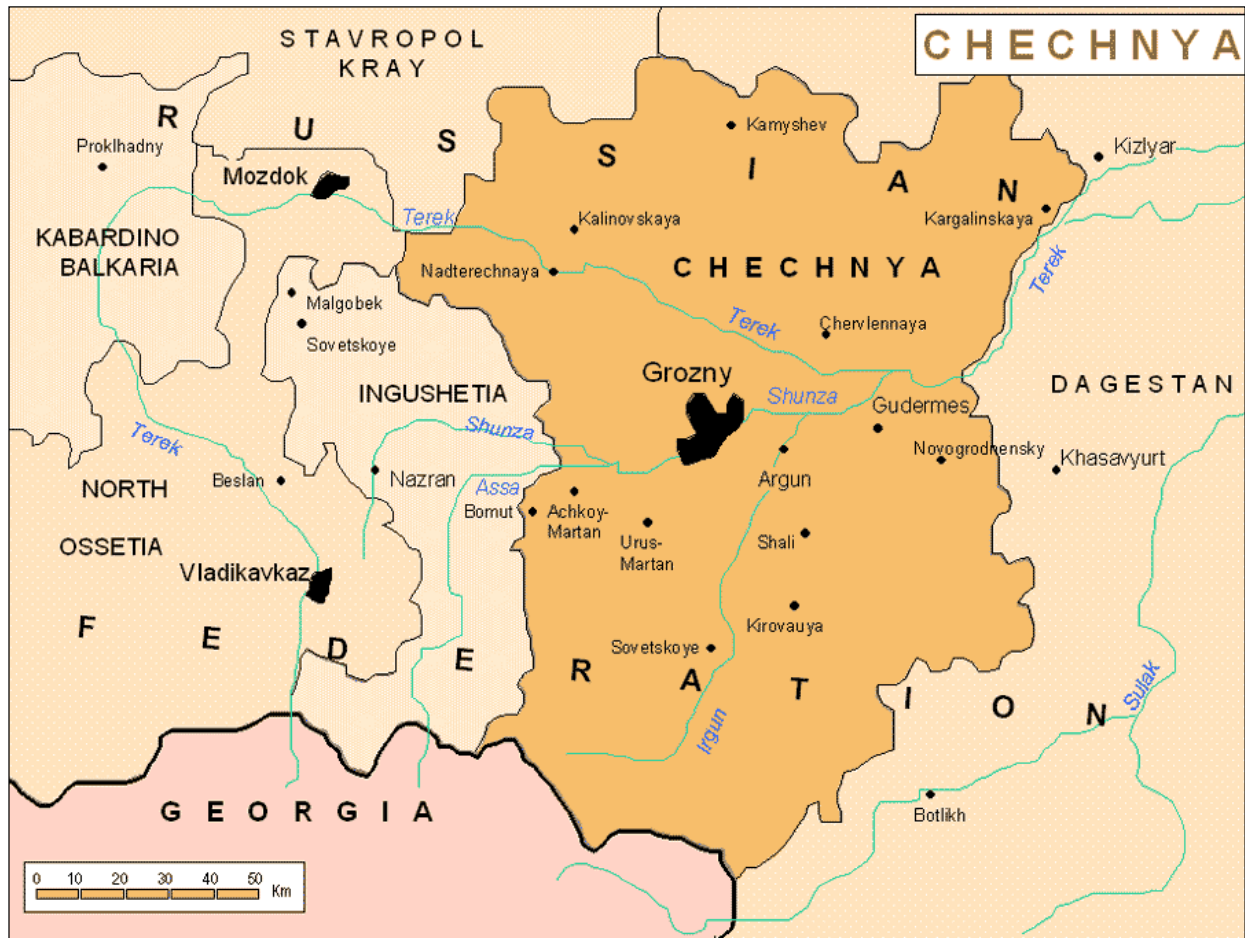 CHECHNYA
STAVROPOL
KRAY
RUSSIAN
Kamyshev
Proklhadny
Mozdok
Kizlyar
Terek
Kalinovskaya
Kargalinskaya
KABARDINO
BALKARIA
Nadterechnaya
CHECHNYA
Terek
Malgobek
Sovetskoye
Terek
Chervlennaya
Grozny
INGUSHETIA
Shunza
DAGESTAN
Gudermes
Terek
Shunza
Novogrodnensky
Khasavyurt
NORTH
OSSETIA
Beslan
Nazran
Assa
Argun
Bomut
Achkoy-
Martan
Urus-
Martan
Shali
Vladikavkaz
Kirovauya
FEDERATION
Sovetskoye
Irgun
Sulak
GEORGIA
Botlikh
0 10 20 30 40 50
Km